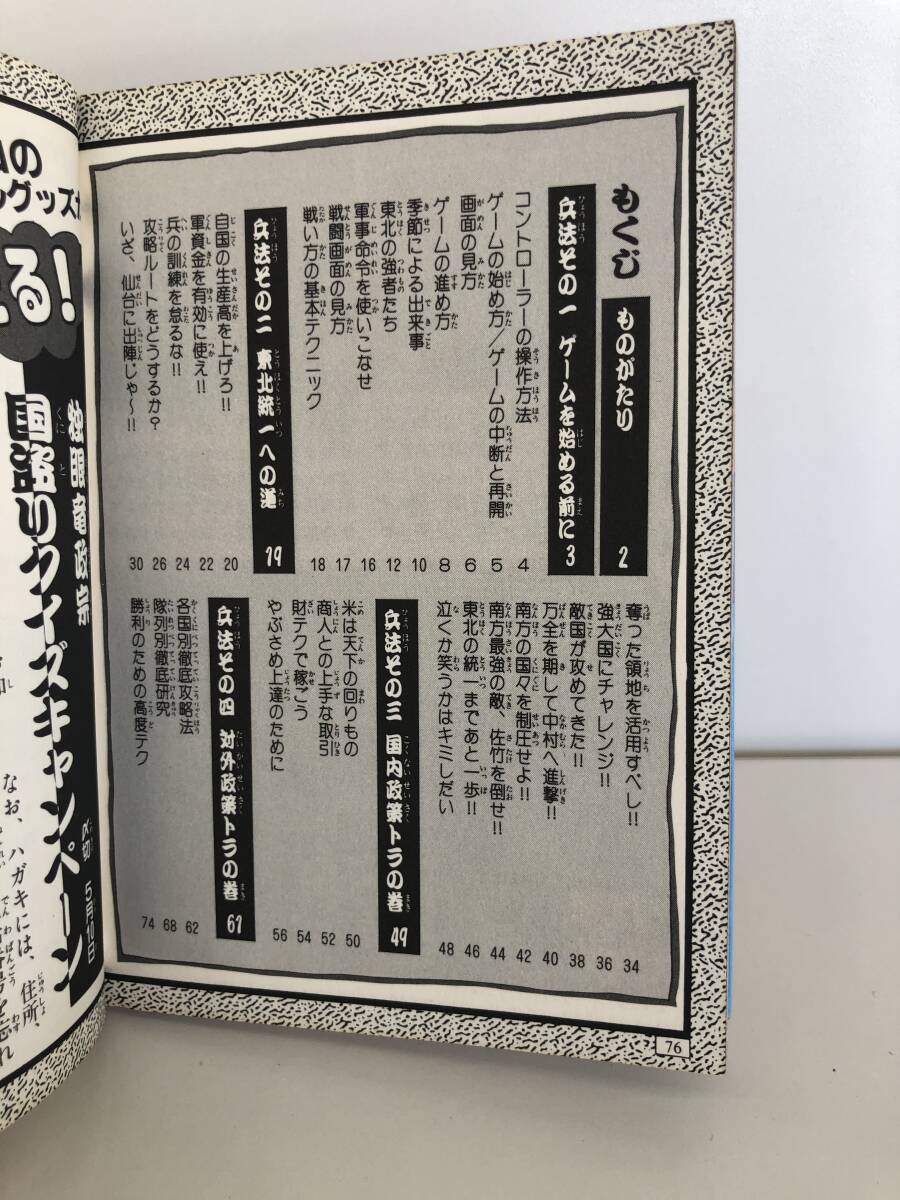 もくじ
ものがたり 2
兵法その一 ゲームを始める前に 3
コントローラーの操作方法 4
ゲームの始め方/ゲームの中断と再開 5
画面の見方 6
ゲームの進め方 8
季節による出来事 10
東北の強者たち 12
軍事命令を使いこなせ 16
戦闘画面の見方 17
戦い方の基本テクニック 18
兵法その二 東北統一への道 19
自国の生産高を上げろ!! 20
軍資金を有効に使え!! 22
兵の訓練を怠るな!! 24
攻略ルートをどうするか? 26
いざ、仙台に出陣じゃ〜!! 30
奪った領地を活用すべし!! 34
強大国にチャレンジ!! 36
敵国が攻めてきた!! 38
万全を期して中村へ進撃!! 40
南方の国々を制圧せよ!! 42
南方最強の敵、佐竹を倒せ!! 44
東北の統一まであと一歩!! 46
泣くか笑うかはキミしだい 48
兵法その三 国内政策トラの巻 49
米は天下の回りもの 50
商人との上手な取引 52
財テクで稼ごう 54
やぶさめ上達のために 56
兵法その四 対外政策トラの巻 61
各国別徹底攻略法 62
隊列別徹底研究 68
勝利のための高度テク 74
76
の
グッズ
る!
独眼竜政宗
国盗りクイズキャンペーン
〆切 5月10日
なお、ハガキには、住所、